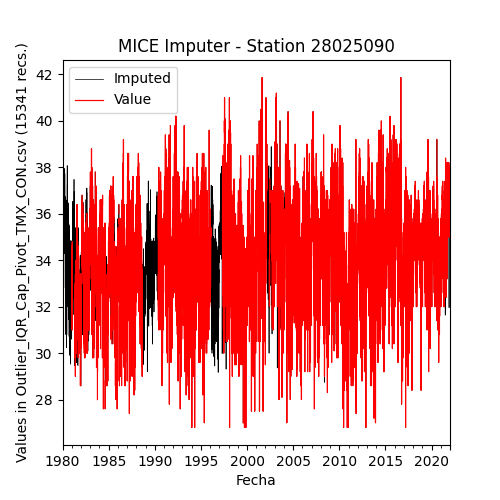 MICE Imputer - Station 28025090
Imputed
Value
Values in Outlier_IQR_Cap_Pivot_TMX_CON.csv (15341 recs.)
42
40
38
36
34
32
30
28
1980 1985 1990 1995 2000 2005 2010 2015 2020
Fecha